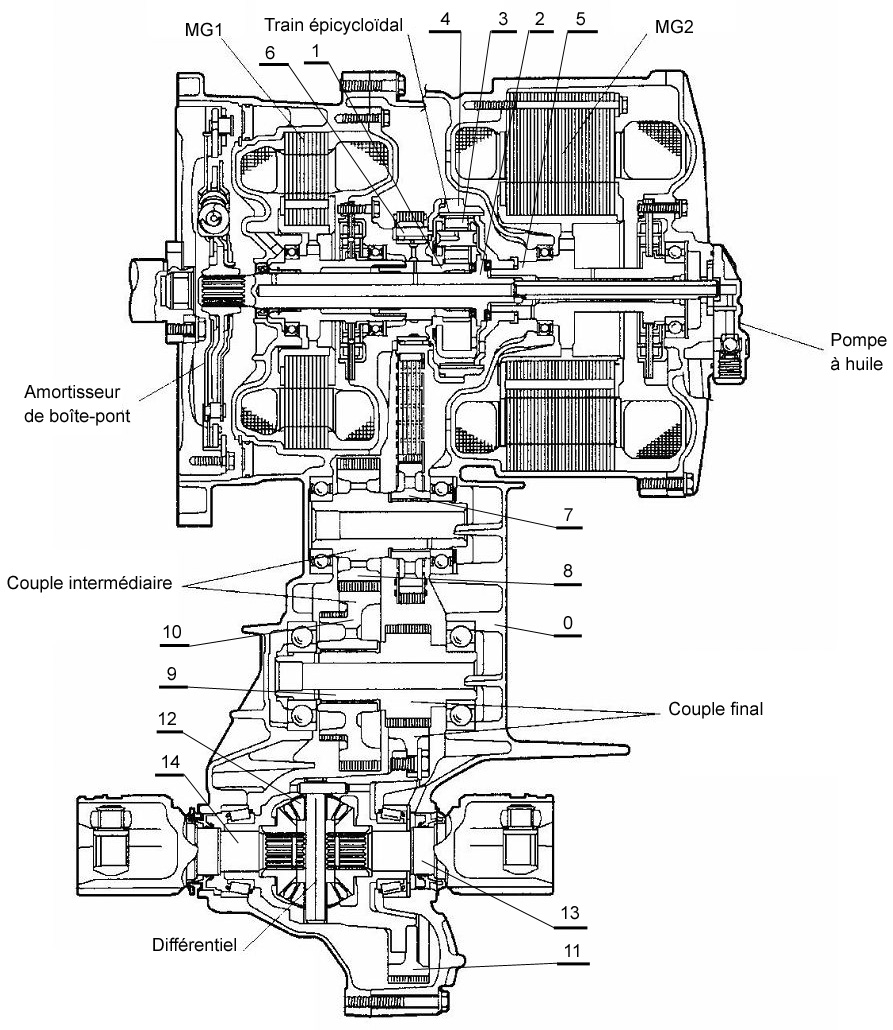 MG1
Train épicycloïdal
4
3
2
5
MG2
6
1
Pompe
à huile
Amortisseur
de boîte-pont
7
Couple intermédiaire
8
10
0
9
Couple final
12
14
13
Différentiel
11